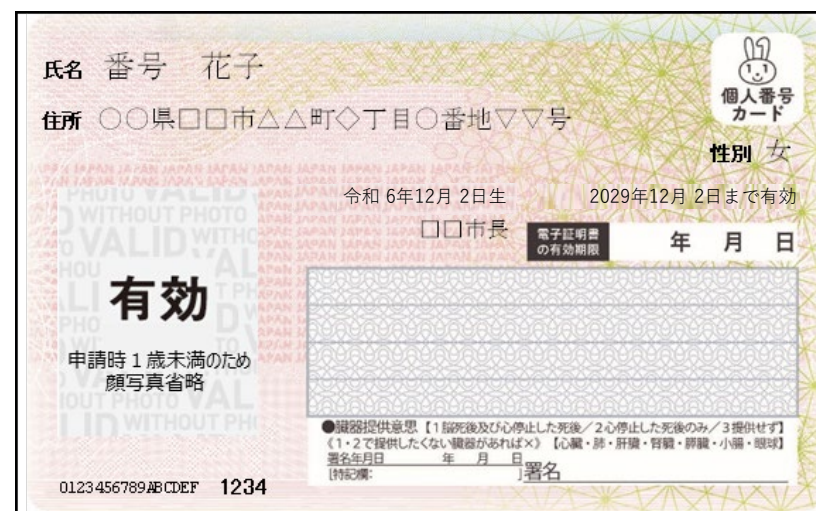 氏名 番号 花子
個人番号
カード
住所 ○○県□□市△△町◇丁目○番地▽▽号
性別 女
令和 6年12月 2日生 2029年12月 2日まで有効
□□市長
電子証明書
の有効期限
年 月 日
VALID
WITHOUT PHOTO
有効
申請時1歳未満のため
顔写真省略
●臓器提供意思【1脳死後及び心停止した死後／2心停止した死後のみ／3提供せず】
《1・2で提供したくない臓器があれば×》【心臓・肺・肝臓・腎臓・膵臓・小腸・眼球】
署名年月日 年 月 日
[特記欄: ]署名
0123456789ABCDEF 1234